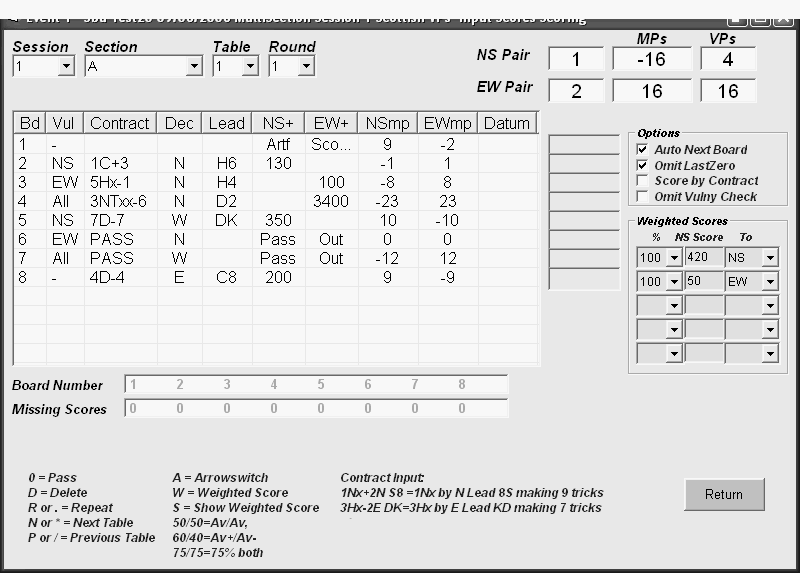 Session Section Table Round
1 A 1 1
MPs VPs
NS Pair 1 -16 4
EW Pair 2 16 16
Bd Vul Contract Dec Lead NS+ EW+ NSmp EWmp Datum
1 - Artf Sco... 9 -2
2 NS 1C+3 N H6 130 -1 1
3 EW 5Hx-1 N H4 100 -8 8
4 All 3NTxx-6 N D2 3400 -23 23
5 NS 7D-7 W DK 350 10 -10
6 EW PASS N Pass Out 0 0
7 All PASS W Pass Out -12 12
8 - 4D-4 E C8 200 9 -9
Options
Auto Next Board
Omit LastZero
Score by Contract
Omit Vulny Check
Weighted Scores
% NS Score To
100 420 NS
100 50 EW
Board Number 1 2 3 4 5 6 7 8
Missing Scores 0 0 0 0 0 0 0 0
0 = Pass
D = Delete
R or . = Repeat
N or * = Next Table
P or / = Previous Table
A = Arrowswitch
W = Weighted Score
S = Show Weighted Score
50/50=Av/Av,
60/40=Av+/Av-
75/75=75% both
Contract Input:
1Nx+2N S8 =1Nx by N Lead 8S making 9 tricks
3Hx-2E DK=3Hx by E Lead KD making 7 tricks
Return